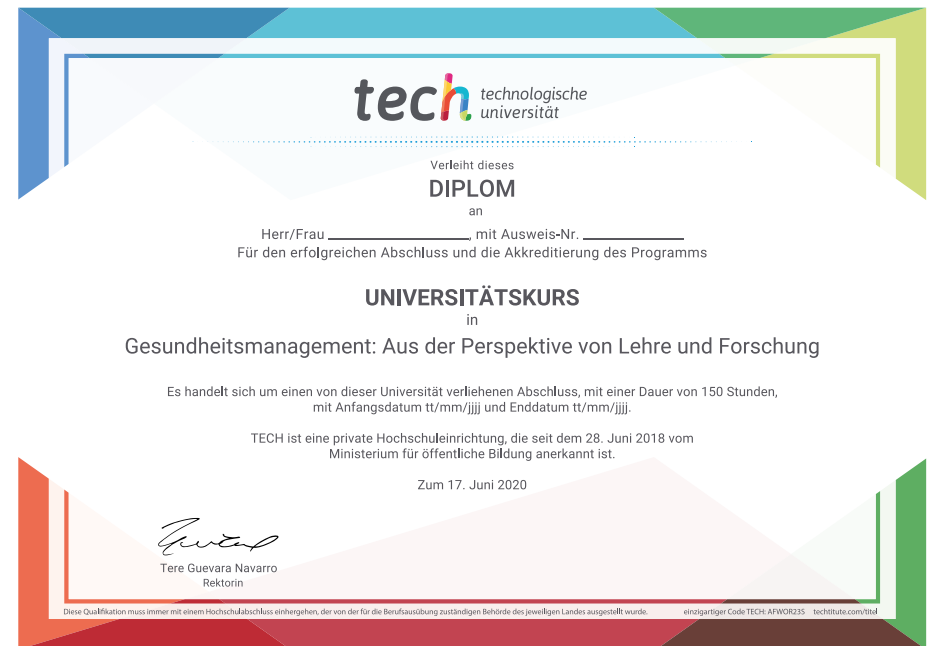 tech technologische
universität
Verleiht dieses
DIPLOM
an
Herr/Frau ______________, mit Ausweis-Nr. ______________
Für den erfolgreichen Abschluss und die Akkreditierung des Programms
UNIVERSITÄTSKURS
in
Gesundheitsmanagement: Aus der Perspektive von Lehre und Forschung
Es handelt sich um einen von dieser Universität verliehenen Abschluss, mit einer Dauer von 150 Stunden,
mit Anfangsdatum tt/mm/jjjj und Enddatum tt/mm/jjjj.
TECH ist eine private Hochschuleinrichtung, die seit dem 28. Juni 2018 vom
Ministerium für öffentliche Bildung anerkannt ist.
Zum 17. Juni 2020
Tere Guevara Navarro
Rektorin
Diese Qualifikation muss immer mit einem Hochschulabschluss einhergehen, der von der für die Berufsausübung zuständigen Behörde des jeweiligen Landes ausgestellt wurde. einzigartiger Code TECH: AFWOR23S techtitute.com/titel